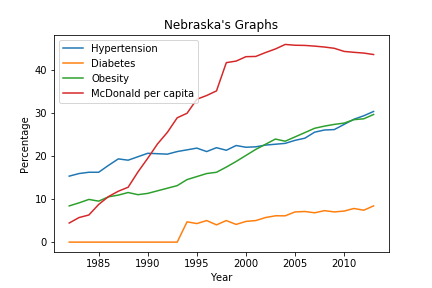 Nebraska's Graphs
Hypertension
Diabetes
Obesity
McDonald per capita
Percentage
40
30
20
10
0
1985 1990 1995 2000 2005 2010
Year